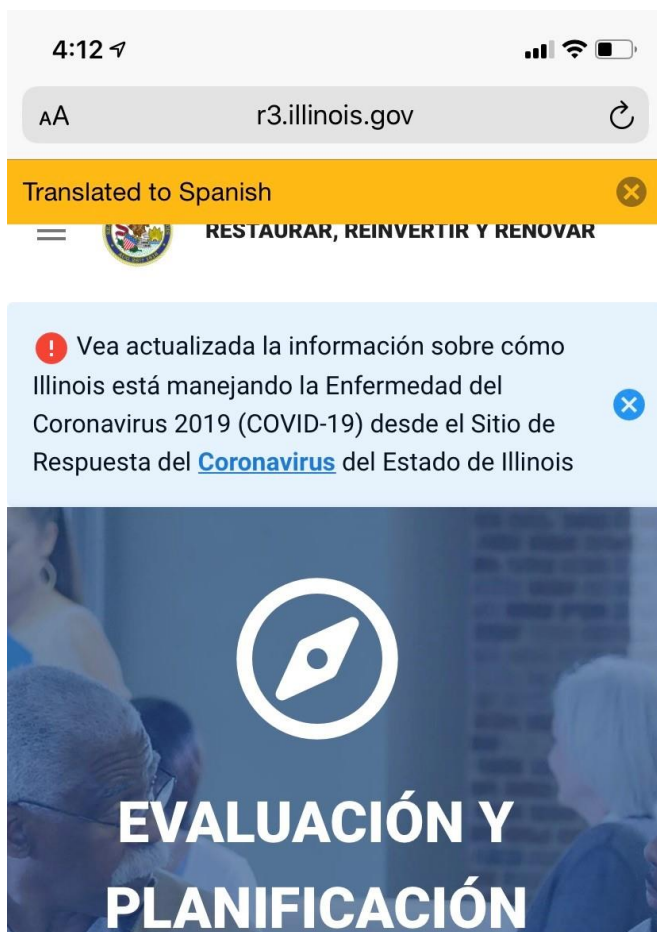 4:12
AA
r3.illinois.gov
Translated to Spanish
RESTAURAR, REINVERTIR Y RENOVAR
Vea actualizada la información sobre cómo
Illinois está manejando la Enfermedad del
Coronavirus 2019 (COVID-19) desde el Sitio de
Respuesta del Coronavirus del Estado de Illinois
EVALUACIÓN Y
PLANIFICACIÓN